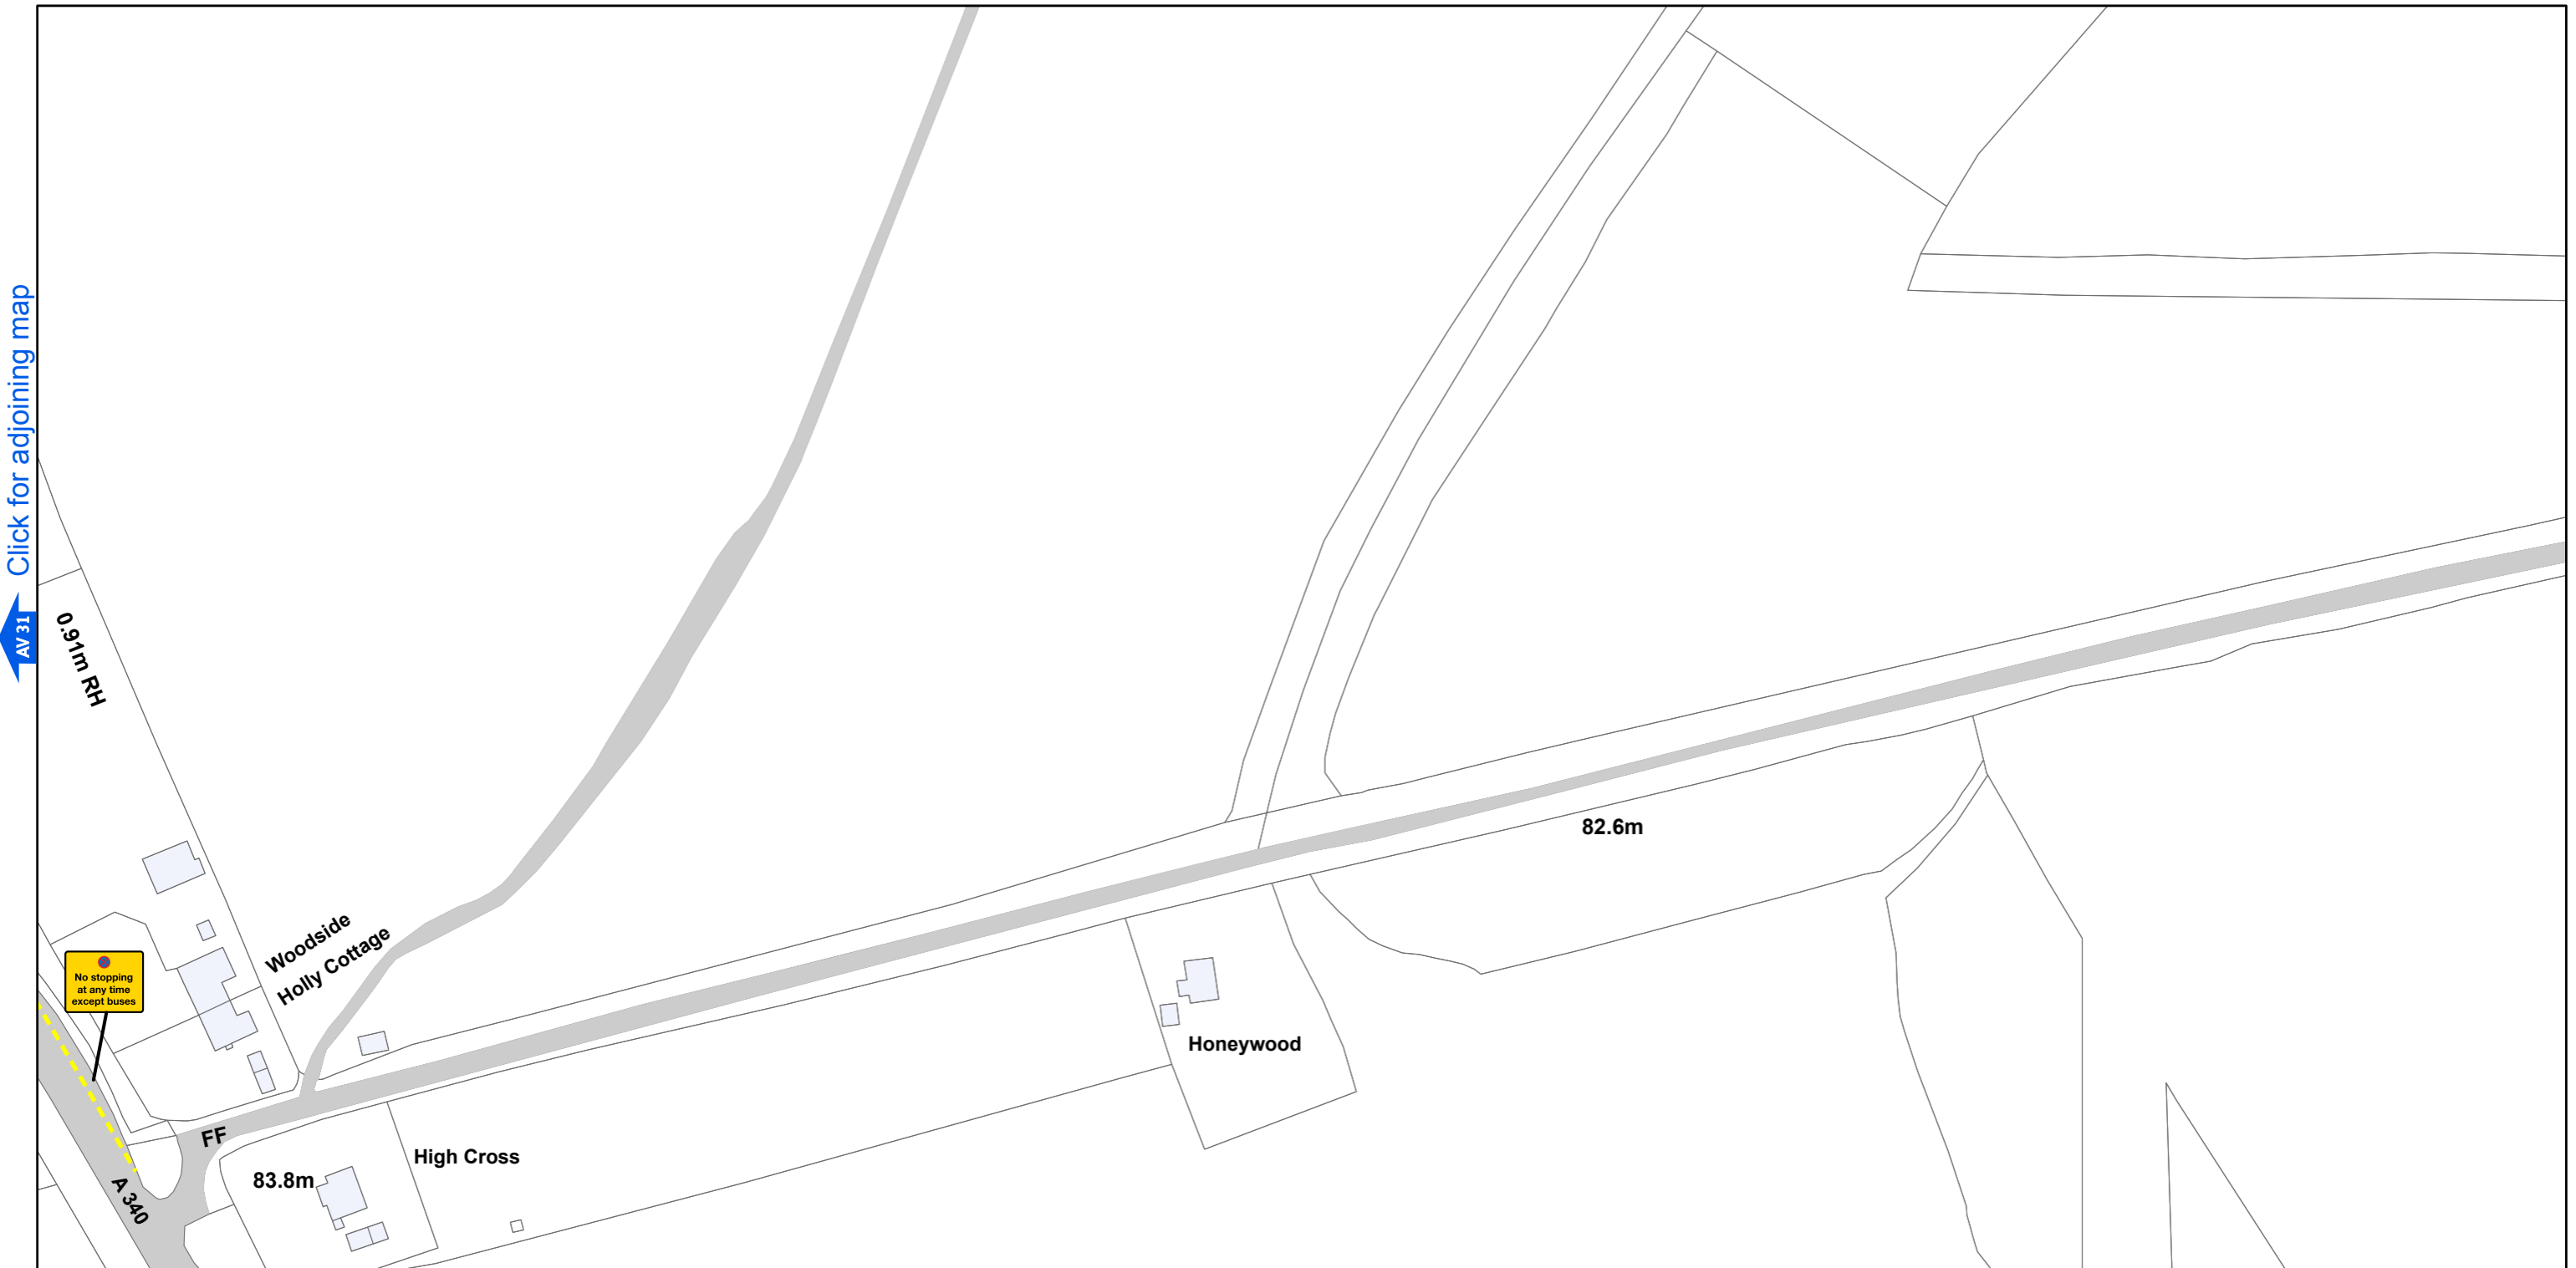 Click for adjoining map
AV 31
0.91m RH
Woodside
Holly Cottage
No stopping
at any time
except buses
82.6m
Honeywood
FF
High Cross
83.8m
A 340